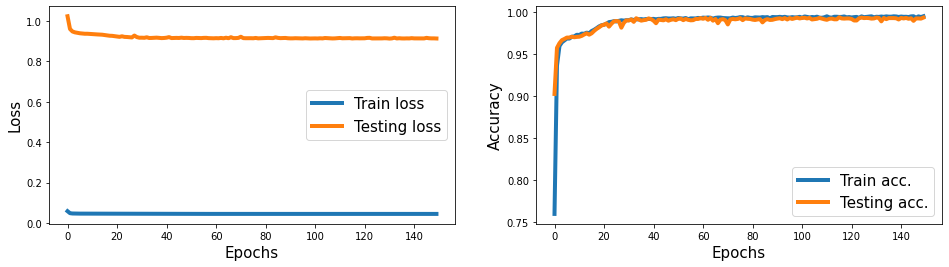 1.0
0.8
0.6
0.4
0.2
0.0
Loss
0 20 40 60 80 100 120 140
Epochs
Train loss
Testing loss
1.00
0.95
0.90
0.85
0.80
0.75
Accuracy
0 20 40 60 80 100 120 140
Epochs
Train acc.
Testing acc.